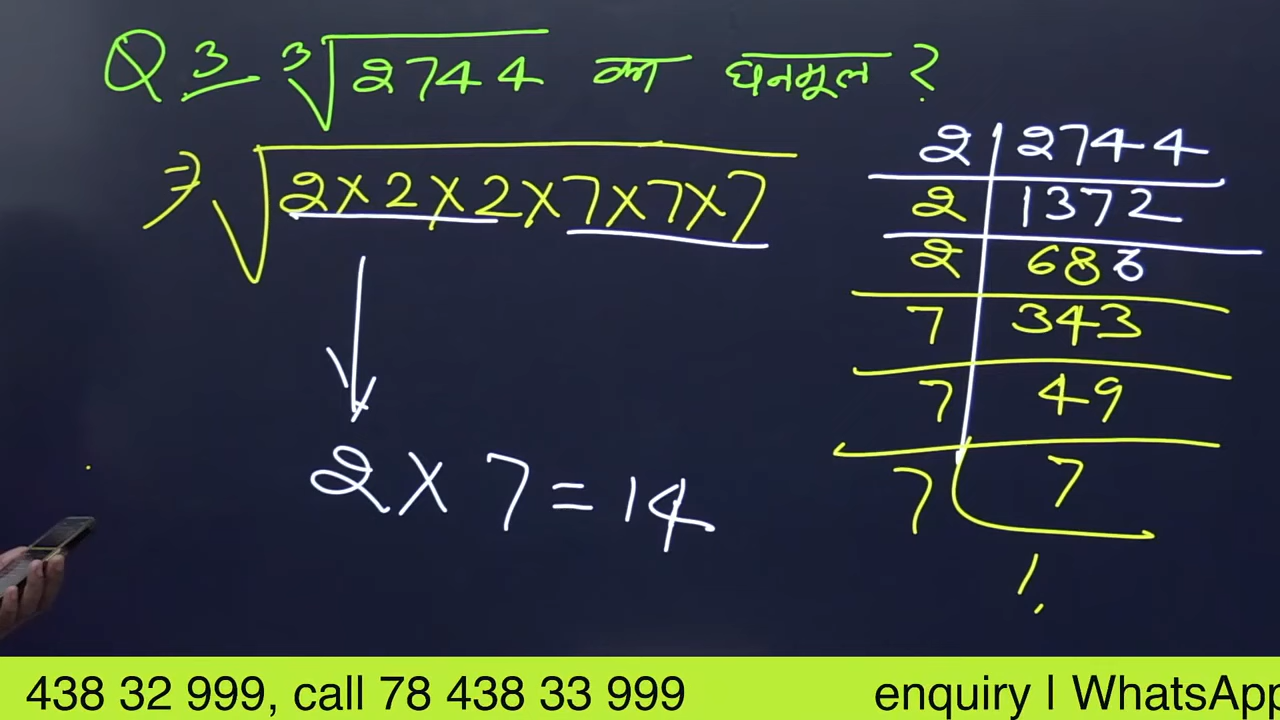 Q 3 ∛2744 का घनमूल ?
∛2×2×2×7×7×7
2 × 7 = 14
2 | 2744
2 | 1372
2 | 686
7 | 343
7 | 49
7 | 7
1
438 32 999, call 78 438 33 999 enquiry | WhatsApp